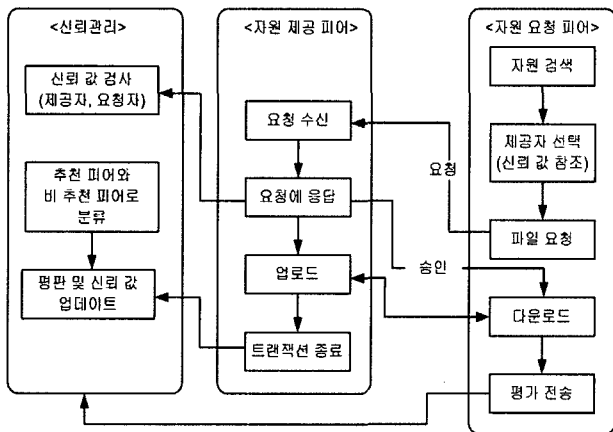 <신뢰관리>
신뢰 값 검사
(제공자, 요청자)
추천 피어와
비 추천 피어로
분류
평판 및 신뢰 값
업데이트
<자원 제공 피어>
요청 수신
요청에 응답
업로드
트랜잭션 종료
요청
승인
<자원 요청 피어>
자원 검색
제공자 선택
(신뢰 값 참조)
파일 요청
다운로드
평가 전송